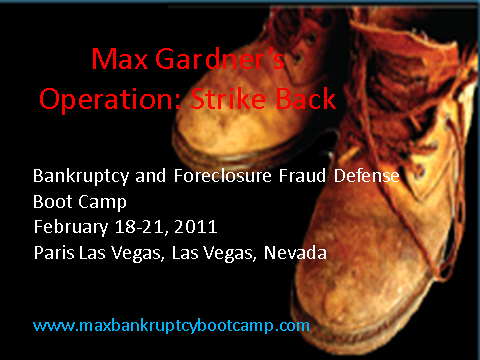 Max Gardner's
Operation: Strike Back
Bankruptcy and Foreclosure Fraud Defense
Boot Camp
February 18-21, 2011
Paris Las Vegas, Las Vegas, Nevada
www.maxbankruptcybootcamp.com